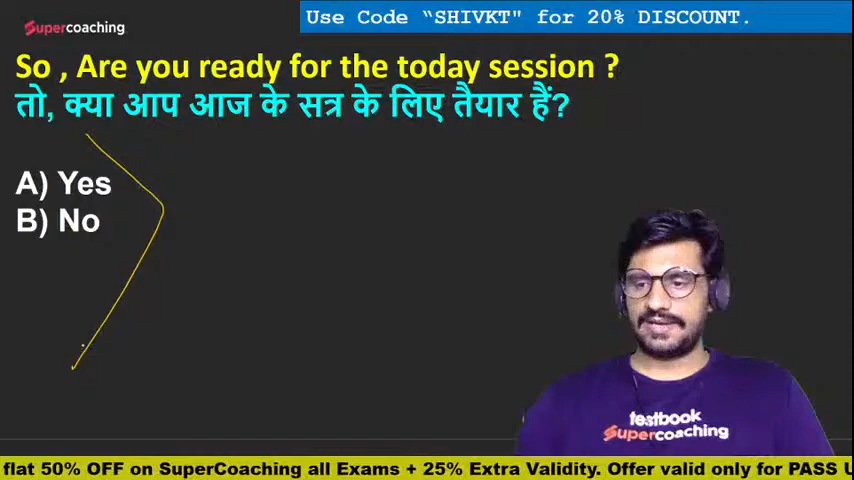 Supercoaching
Use Code “SHIVKT" for 20% DISCOUNT.
So , Are you ready for the today session ?
तो, क्या आप आज के सत्र के लिए तैयार हैं?
A) Yes
B) No
testbook
Supercoaching
flat 50% OFF on SuperCoaching all Exams + 25% Extra Validity. Offer valid only for PASS U